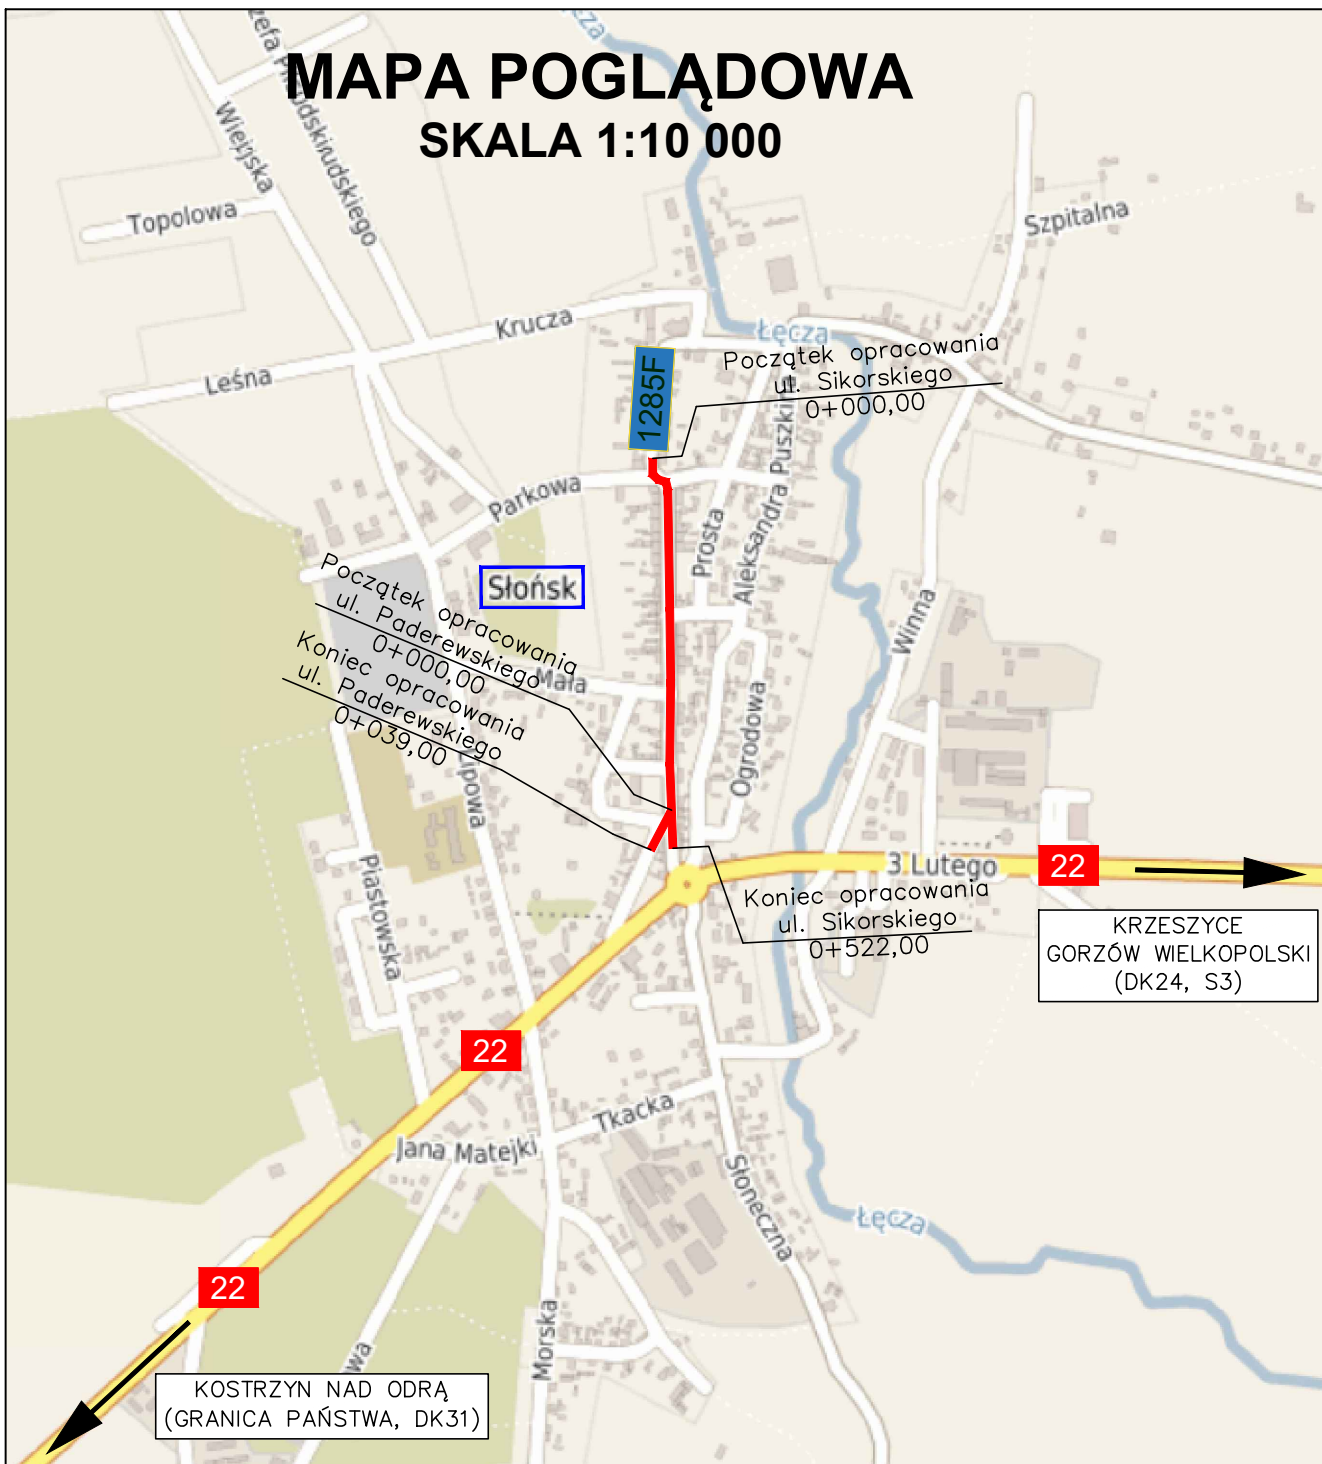 MAPA POGLĄDOWA
SKALA 1:10 000
Łęcza
Wiejska
Topolowa
Szpitalna
Krucza
Łęcza
Leśna
1285F
Początek opracowania
ul. Sikorskiego
0+000,00
Parkowa
Prosta
Aleksandra Puszkina
Słońsk
Początek opracowania
ul. Paderewskiego
0+000,00
Koniec opracowania
ul. Paderewskiego
0+039,00
Mała
Winna
Ogrodowa
Lipowa
Piastowska
3 Lutego
22
Koniec opracowania
ul. Sikorskiego
0+522,00
KRZESZYCE
GORZÓW WIELKOPOLSKI
(DK24, S3)
22
Tkacka
Jana Matejki
Słoneczna
Łęcza
22
Morska
KOSTRZYN NAD ODRĄ
(GRANICA PAŃSTWA, DK31)